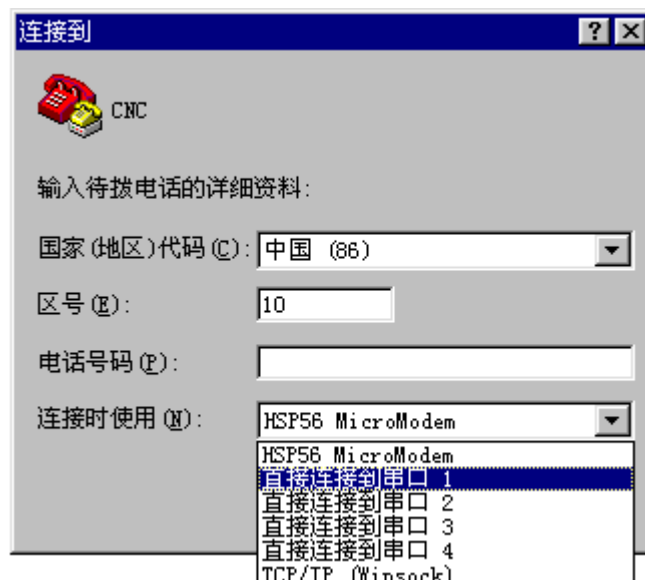 连接到
CNC
输入待拨电话的详细资料:
国家(地区)代码(C): 中国 (86)
区号(E): 10
电话号码(P):
连接时使用(N): HSP56 MicroModem
HSP56 MicroModem
直接连接到串口 1
直接连接到串口 2
直接连接到串口 3
直接连接到串口 4
TCP/IP (Winsock)